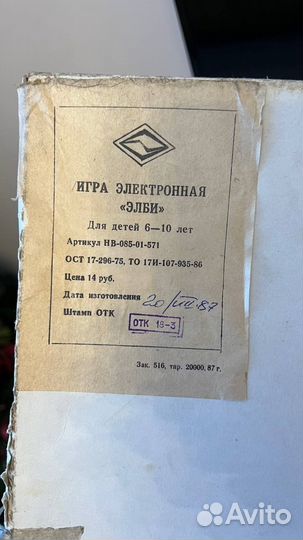 ИГРА ЭЛЕКТРОННАЯ
«ЭЛБИ»
Для детей 6—10 лет
Артикул НВ-085-01-571
ОСТ 17-296-75, ТО 17И-107-935-86
Цена 14 руб.
Дата изготовления 20/VII.87
Штамп ОТК ОТК 19-3
Зак. 516, тир. 20000, 87 г.
Avito